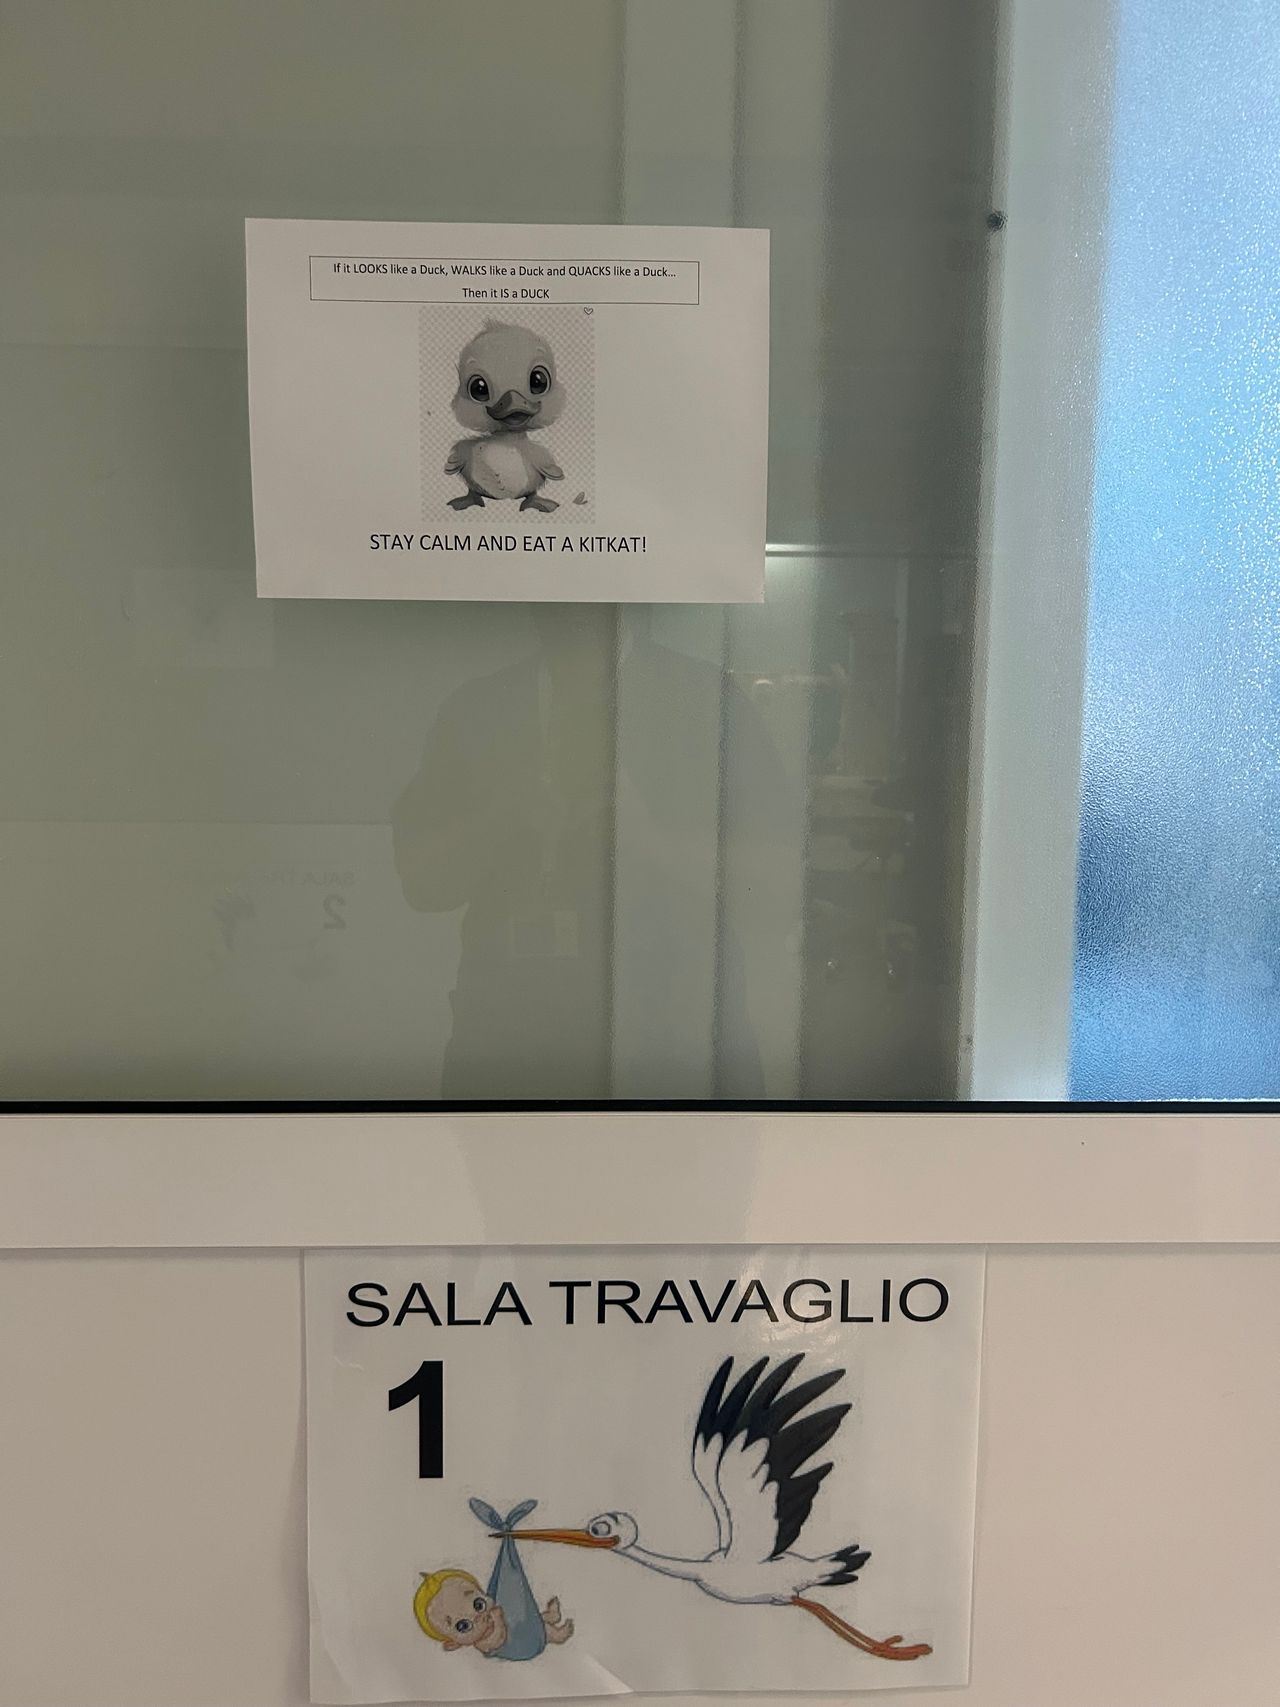 If it LOOKS like a Duck, WALKS like a Duck and QUACKS like a Duck...
Then it IS a DUCK
STAY CALM AND EAT A KITKAT!
SALA TRAVAGLIO
1